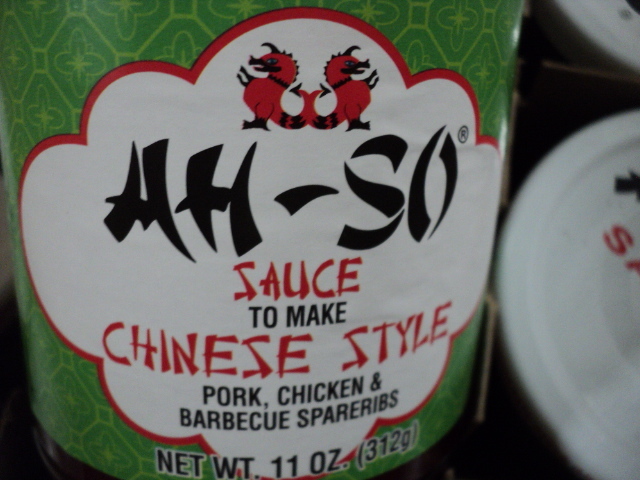 AH-SO®
SAUCE
TO MAKE
CHINESE STYLE
PORK, CHICKEN &
BARBECUE SPARERIBS
NET WT. 11 OZ. (312g)